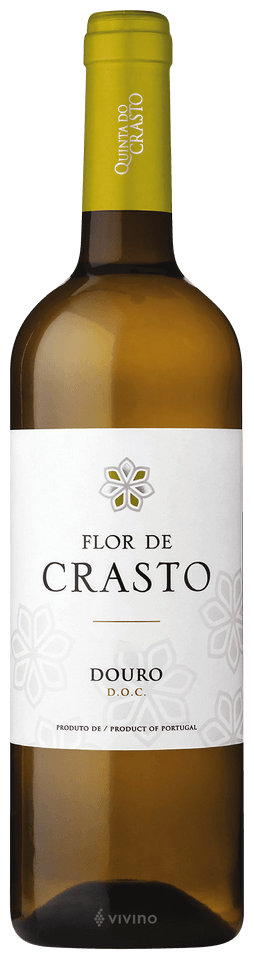 QUINTA DO
CRASTO
FLOR DE
CRASTO
DOURO
D.O.C.
PRODUTO DE / PRODUCT OF PORTUGAL
VIVINO